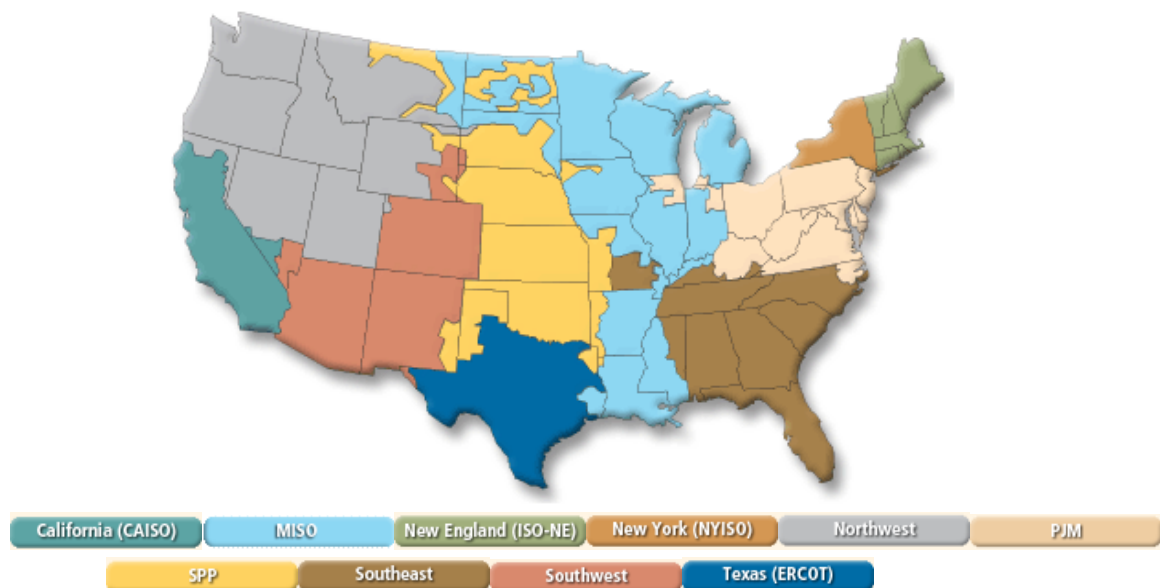 California (CAISO) MISO New England (ISO-NE) New York (NYISO) Northwest PJM
SPP Southeast Southwest Texas (ERCOT)